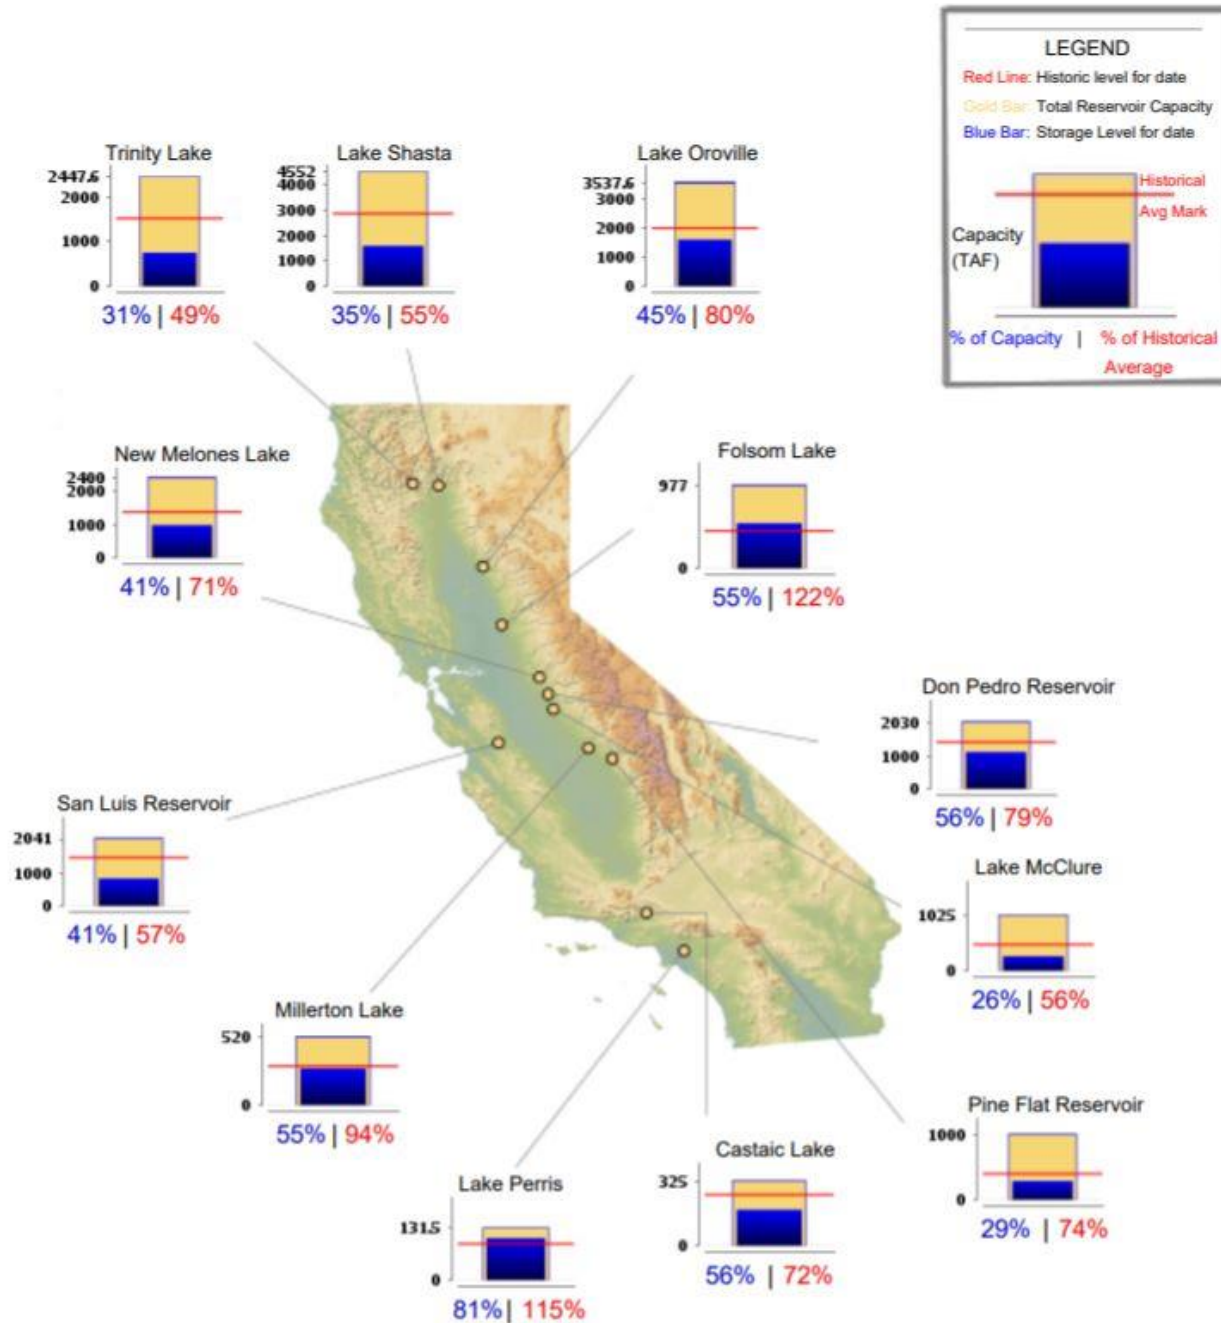 LEGEND
Red Line: Historic level for date
Gold Bar: Total Reservoir Capacity
Blue Bar: Storage Level for date
Historical
Avg Mark
Capacity
(TAF)
% of Capacity | % of Historical
Average
Trinity Lake
2447.6
2000
1000
0
31% | 49%
Lake Shasta
4552
4000
3000
2000
1000
0
35% | 55%
Lake Oroville
3537.6
3000
2000
1000
0
45% | 80%
New Melones Lake
2400
2000
1000
0
41% | 71%
Folsom Lake
977
0
55% | 122%
Don Pedro Reservoir
2030
1000
0
56% | 79%
San Luis Reservoir
2041
1000
0
41% | 57%
Lake McClure
1025
0
26% | 56%
Millerton Lake
520
0
55% | 94%
Pine Flat Reservoir
1000
0
29% | 74%
Castaic Lake
325
0
56% | 72%
Lake Perris
131.5
0
81% | 115%